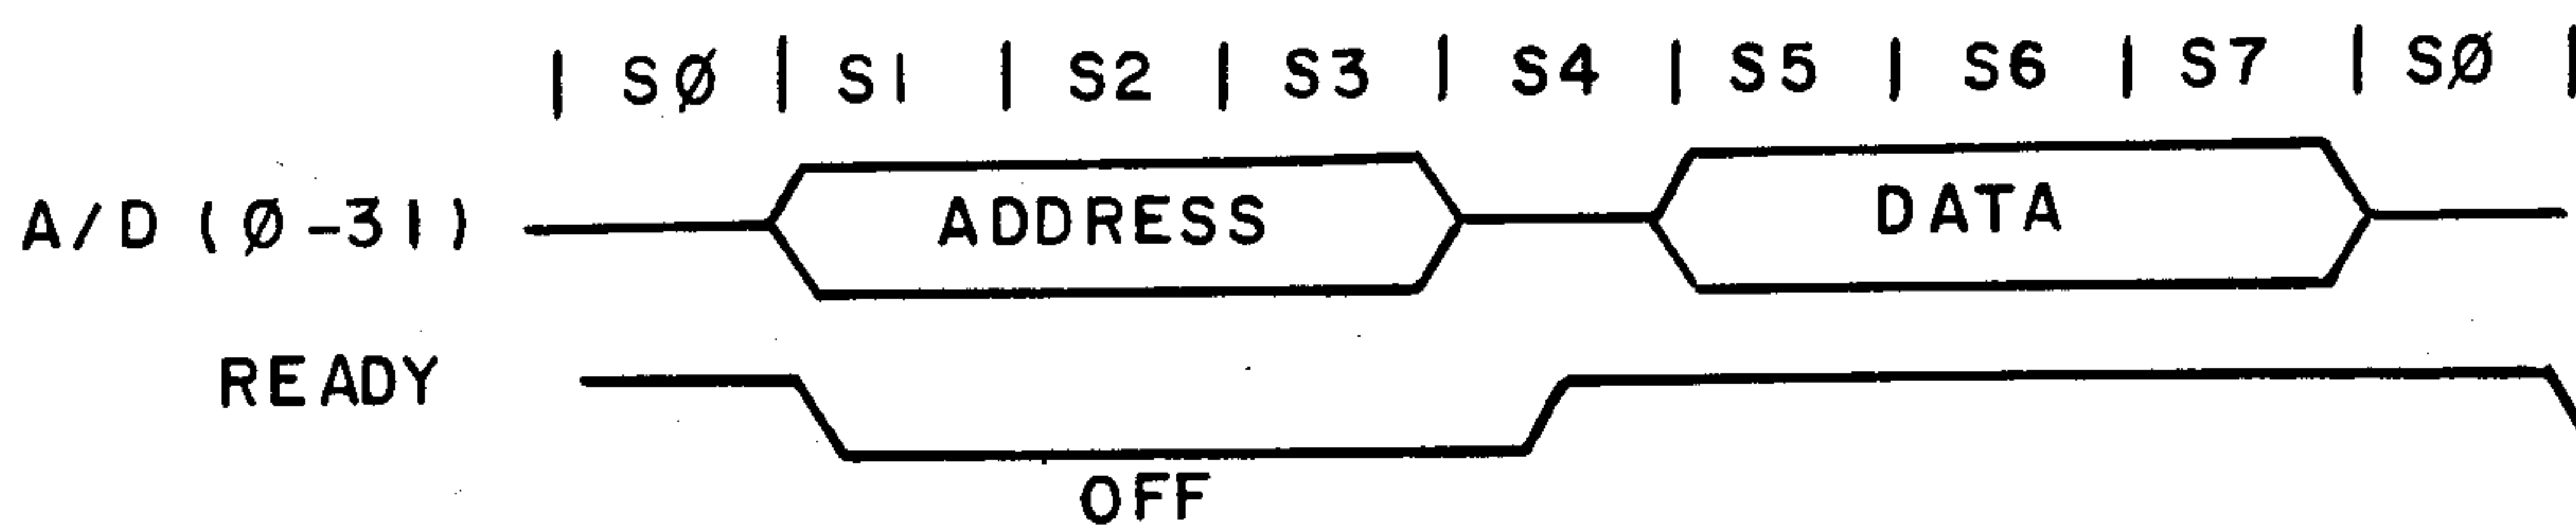 | SØ | S1 | S2 | S3 | S4 | S5 | S6 | S7 | SØ |
A/D (Ø-31) ADDRESS DATA
READY
OFF